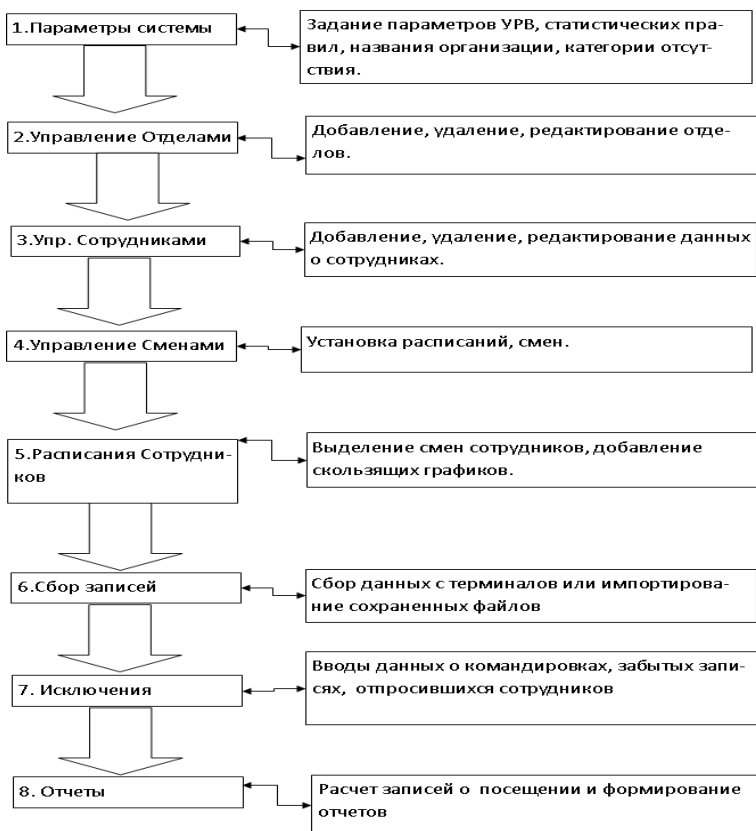 1.Параметры системы
Задание параметров УРВ, статистических пра-
вил, названия организации, категории отсут-
ствия.
2.Управление Отделами
Добавление, удаление, редактирование отде-
лов.
3.Упр. Сотрудниками
Добавление, удаление, редактирование данных
о сотрудниках.
4.Управление Сменами
Установка расписаний, смен.
5.Расписания Сотрудни-
ков
Выделение смен сотрудников, добавление
скользящих графиков.
6.Сбор записей
Сбор данных с терминалов или импортирова-
ние сохраненных файлов
7. Исключения
Вводы данных о командировках, забытых запи-
сях, отпросившихся сотрудников
8. Отчеты
Расчет записей о посещении и формирование
отчетов